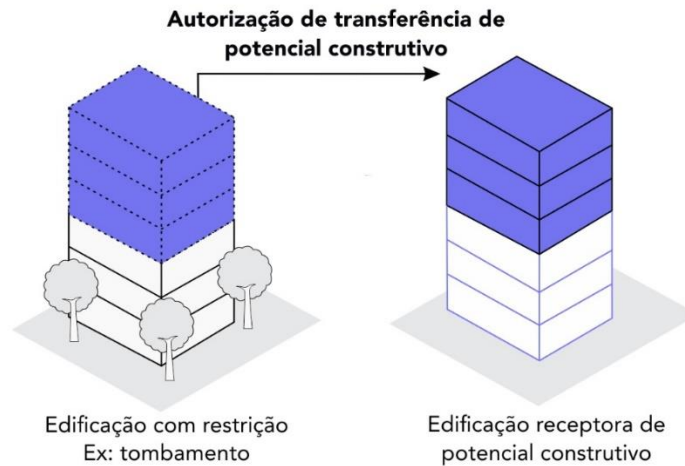 Autorização de transferência de
potencial construtivo
Edificação com restrição
Ex: tombamento
Edificação receptora de
potencial construtivo